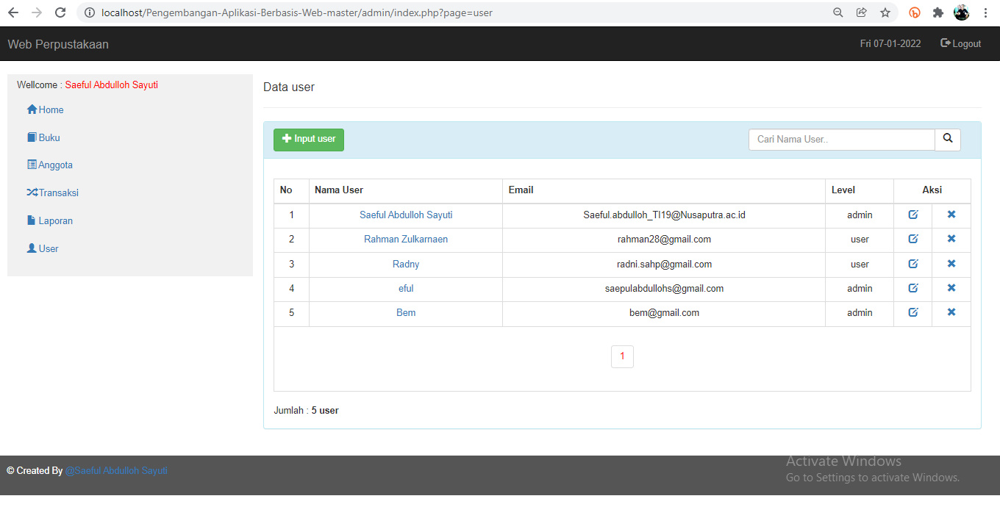 localhost/Pengembangan-Aplikasi-Berbasis-Web-master/admin/index.php?page=user
Web Perpustakaan Fri 07-01-2022 Logout
Wellcome : Saeful Abdulloh Sayuti
Home
Buku
Anggota
Transaksi
Laporan
User
Data user
Input user Cari Nama User..
No Nama User Email Level Aksi
1 Saeful Abdulloh Sayuti Saeful.abdulloh_TI19@Nusaputra.ac.id admin
2 Rahman Zulkarnaen rahman28@gmail.com user
3 Radny radni.sahp@gmail.com user
4 eful saepulabdullohs@gmail.com admin
5 Bem bem@gmail.com admin
1
Jumlah : 5 user
© Created By @Saeful Abdulloh Sayuti
Activate Windows
Go to Settings to activate Windows.